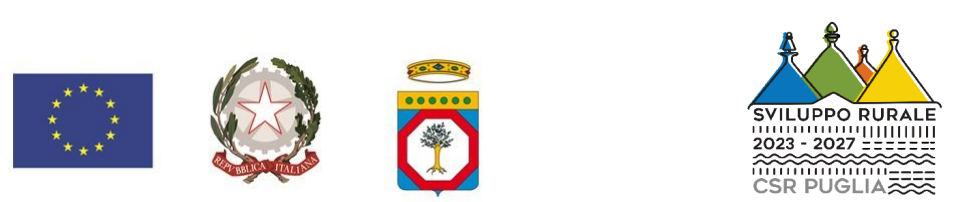 REPVBBLICA ITALIANA
SVILUPPO RURALE
2023 - 2027
CSR PUGLIA